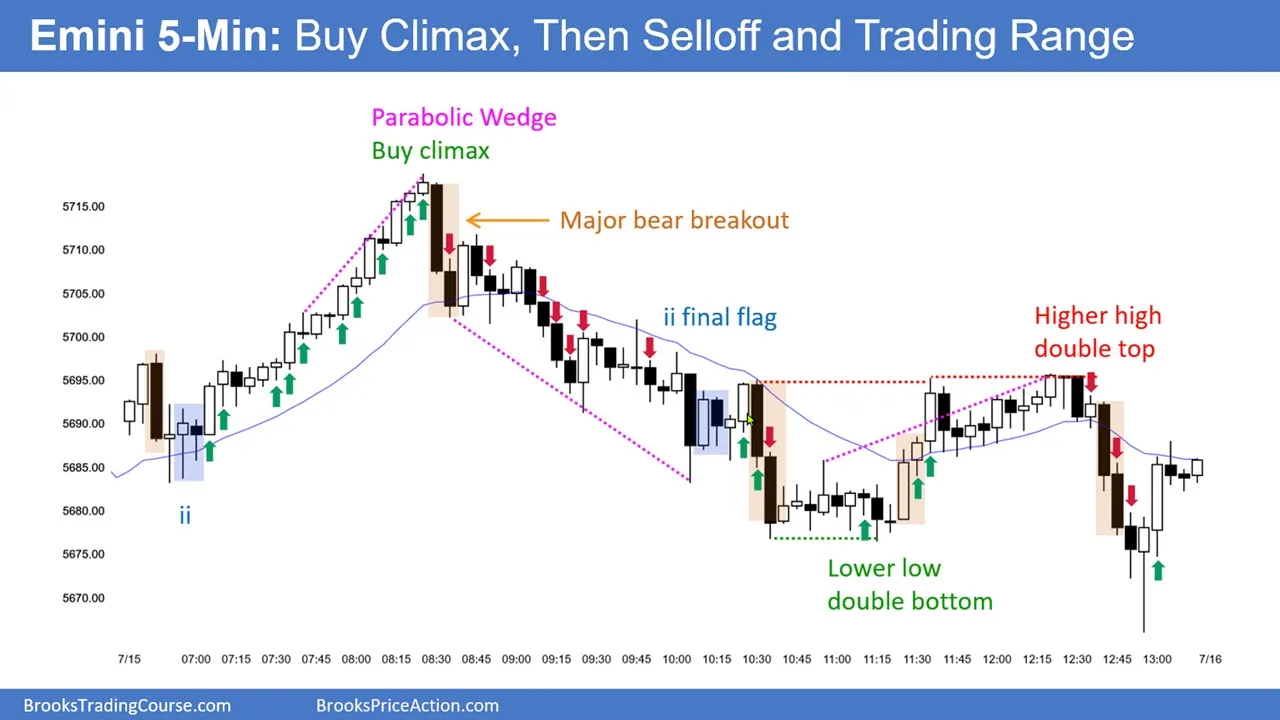 Emini 5-Min: Buy Climax, Then Selloff and Trading Range
Parabolic Wedge
Buy climax
Major bear breakout
ii final flag
Higher high
double top
ii
Lower low
double bottom
5715.00
5710.00
5705.00
5700.00
5695.00
5690.00
5685.00
5680.00
5675.00
5670.00
7/15 07:00 07:15 07:30 07:45 08:00 08:15 08:30 08:45 09:00 09:15 09:30 09:45 10:00 10:15 10:30 10:45 11:00 11:15 11:30 11:45 12:00 12:15 12:30 12:45 13:00 7/16
BrooksTradingCourse.com BrooksPriceAction.com